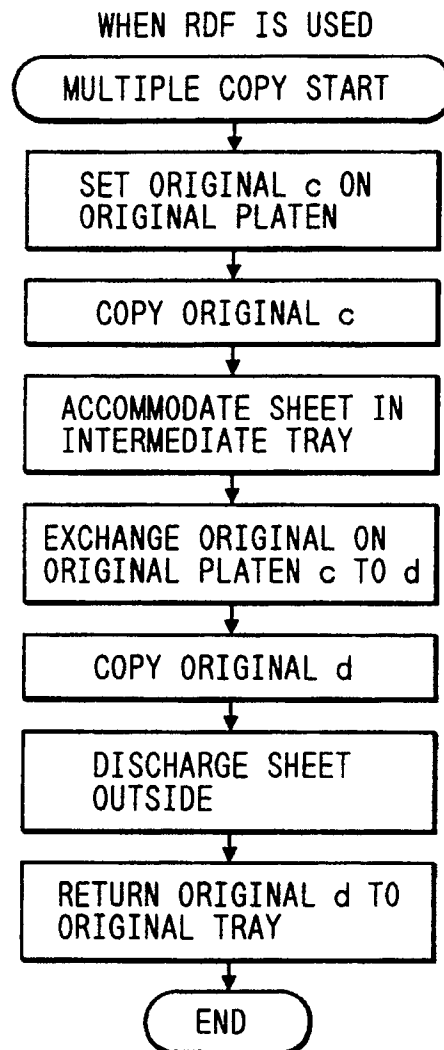 WHEN RDF IS USED
MULTIPLE COPY START
SET ORIGINAL c ON
ORIGINAL PLATEN
COPY ORIGINAL c
ACCOMMODATE SHEET IN
INTERMEDIATE TRAY
EXCHANGE ORIGINAL ON
ORIGINAL PLATEN c TO d
COPY ORIGINAL d
DISCHARGE SHEET
OUTSIDE
RETURN ORIGINAL d TO
ORIGINAL TRAY
END